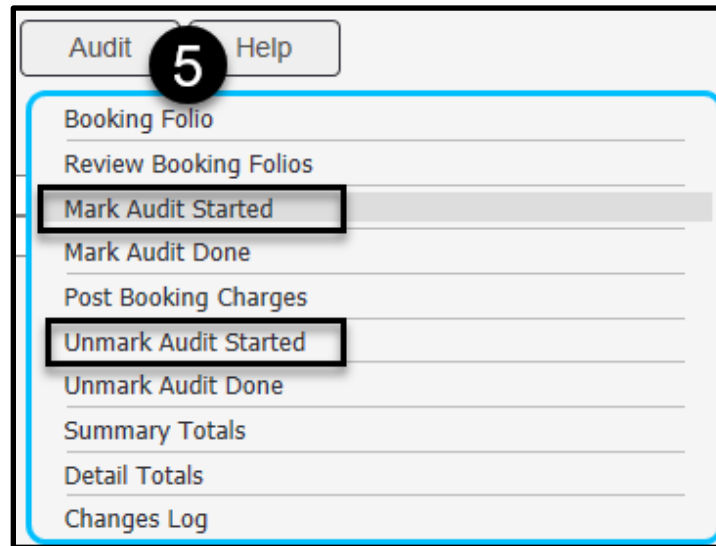 Audit 5 Help
Booking Folio
Review Booking Folios
Mark Audit Started
Mark Audit Done
Post Booking Charges
Unmark Audit Started
Unmark Audit Done
Summary Totals
Detail Totals
Changes Log